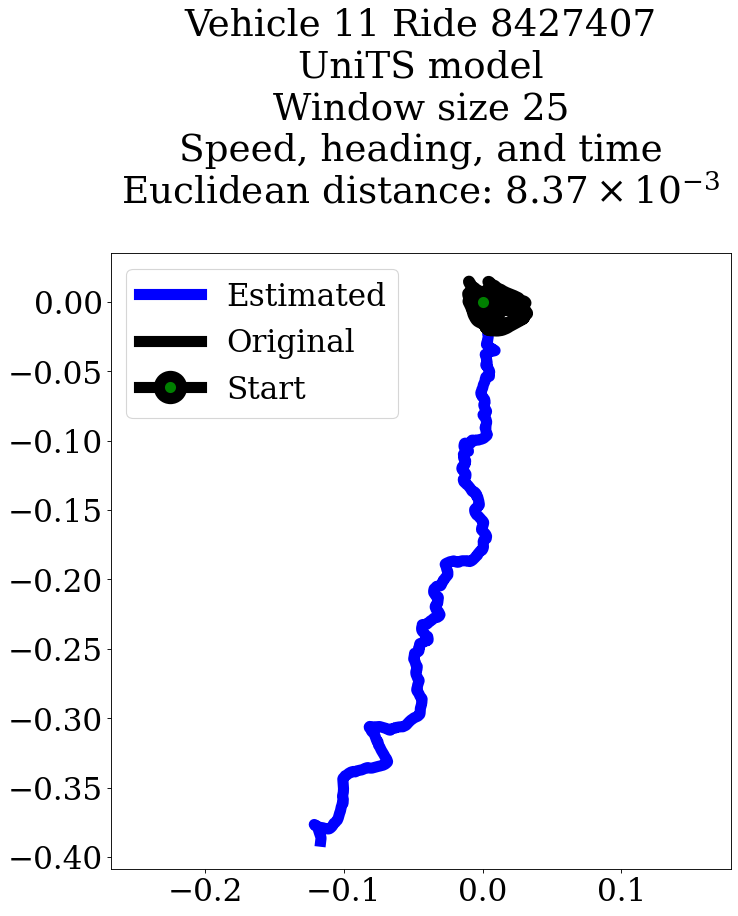 Vehicle 11 Ride 8427407
UniTS model
Window size 25
Speed, heading, and time
Euclidean distance: 8.37 × 10⁻³
Estimated
Original
Start
0.00
−0.05
−0.10
−0.15
−0.20
−0.25
−0.30
−0.35
−0.40
−0.2 −0.1 0.0 0.1